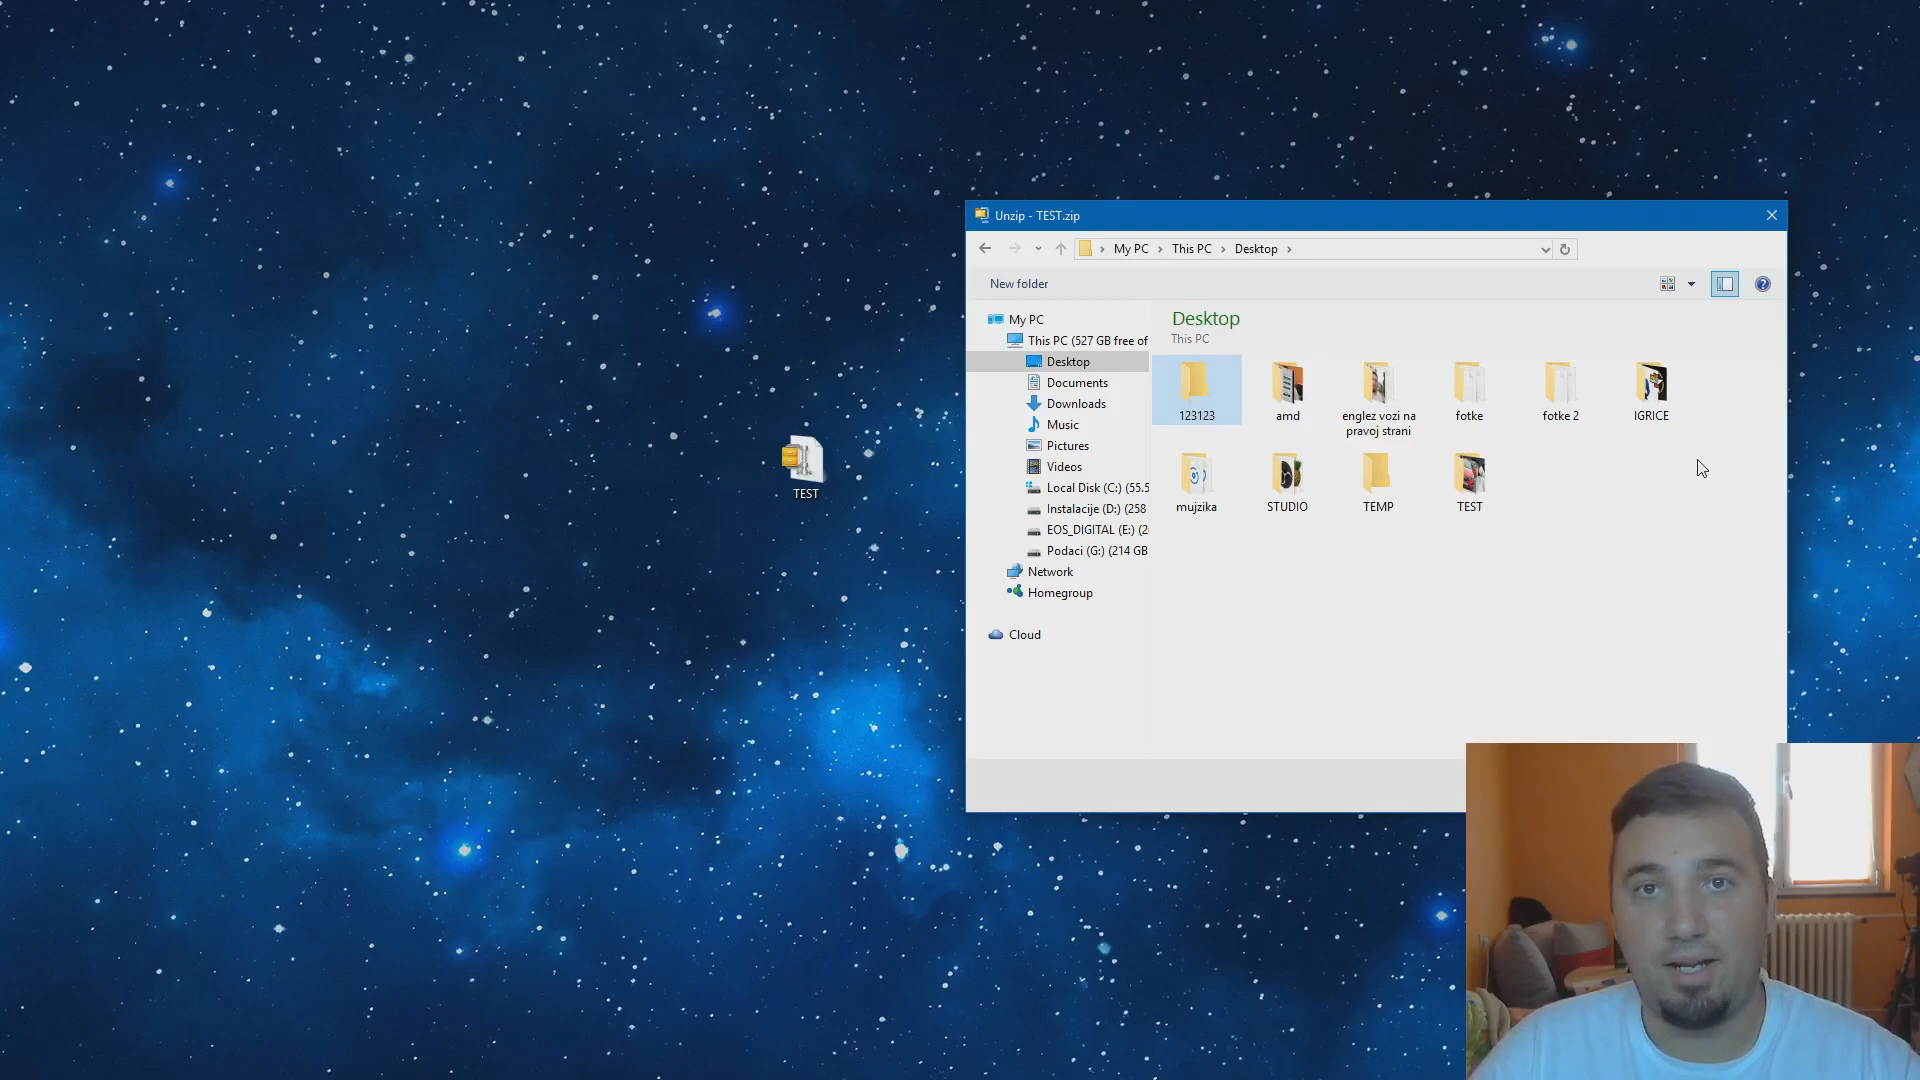 Unzip - TEST.zip
My PC
This PC
Desktop
New folder
My PC
This PC (527 GB free of
Desktop
Documents
Downloads
Music
Pictures
Videos
Local Disk (C:) (55.5
Instalacije (D:) (258
EOS_DIGITAL (E:) (2
Podaci (G:) (214 GB
Network
Homegroup
Cloud
Desktop
This PC
123123
amd
englez vozi na
pravoj strani
fotke
fotke 2
IGRICE
mujzika
STUDIO
TEMP
TEST
TEST